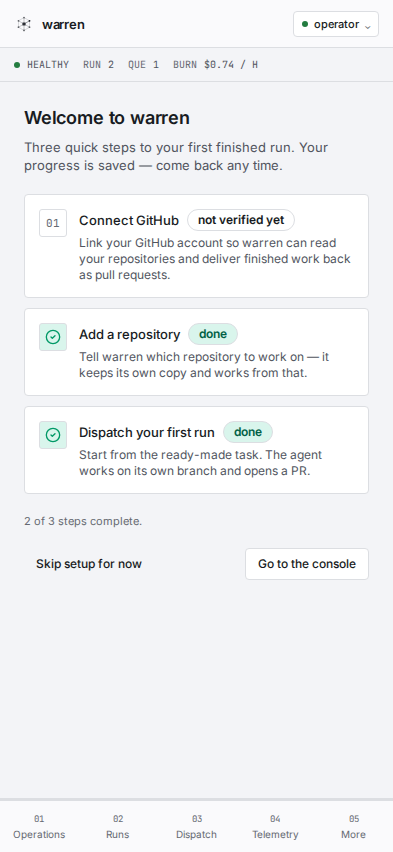 warren
operator
HEALTHY RUN 2 QUE 1 BURN $0.74 / H
Welcome to warren
Three quick steps to your first finished run. Your
progress is saved — come back any time.
01 Connect GitHub not verified yet
Link your GitHub account so warren can read
your repositories and deliver finished work back
as pull requests.
Add a repository done
Tell warren which repository to work on — it
keeps its own copy and works from that.
Dispatch your first run done
Start from the ready-made task. The agent
works on its own branch and opens a PR.
2 of 3 steps complete.
Skip setup for now Go to the console
01 02 03 04 05
Operations Runs Dispatch Telemetry More